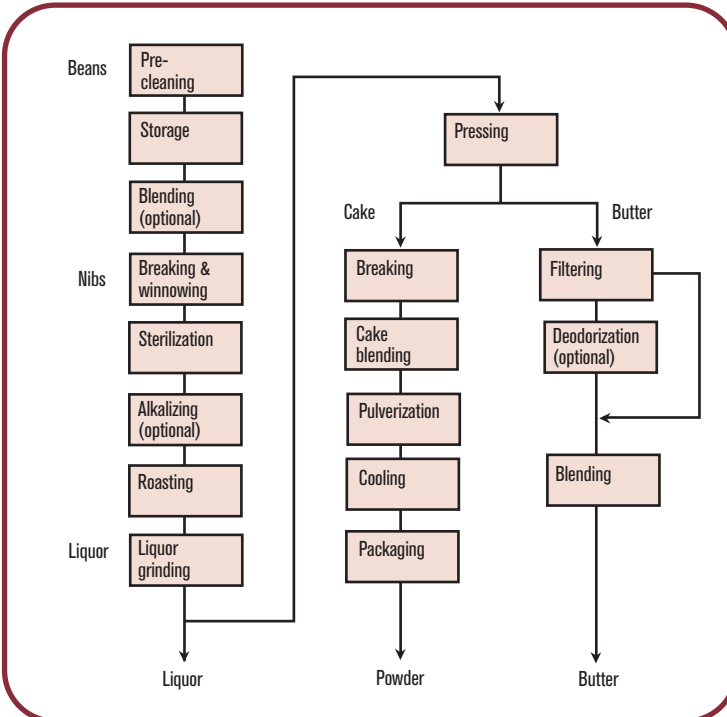 Beans
Pre-
cleaning
Storage
Blending
(optional)
Nibs
Breaking &
winnowing
Sterilization
Alkalizing
(optional)
Roasting
Liquor
Liquor
grinding
Liquor
Pressing
Cake
Breaking
Cake
blending
Pulverization
Cooling
Packaging
Powder
Butter
Filtering
Deodorization
(optional)
Blending
Butter